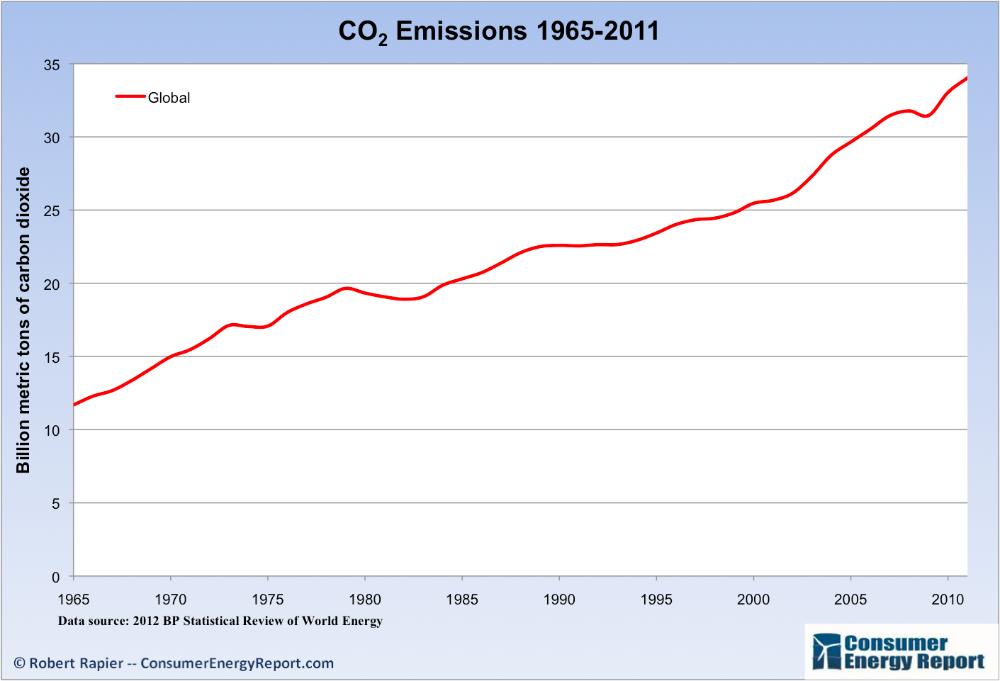 CO2 Emissions 1965-2011
35
Global
30
25
20
15
10
5
0
Billion metric tons of carbon dioxide
1965 1970 1975 1980 1985 1990 1995 2000 2005 2010
Data source: 2012 BP Statistical Review of World Energy
© Robert Rapier -- ConsumerEnergyReport.com
Consumer
Energy Report